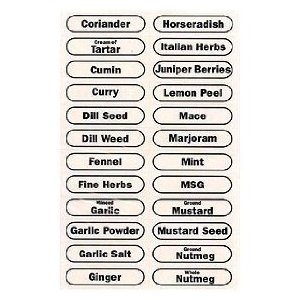 Coriander
Cream of
Tartar
Cumin
Curry
Dill Seed
Dill Weed
Fennel
Fine Herbs
Minced
Garlic
Garlic Powder
Garlic Salt
Ginger
Horseradish
Italian Herbs
Juniper Berries
Lemon Peel
Mace
Marjoram
Mint
MSG
Ground
Mustard
Mustard Seed
Ground
Nutmeg
Whole
Nutmeg